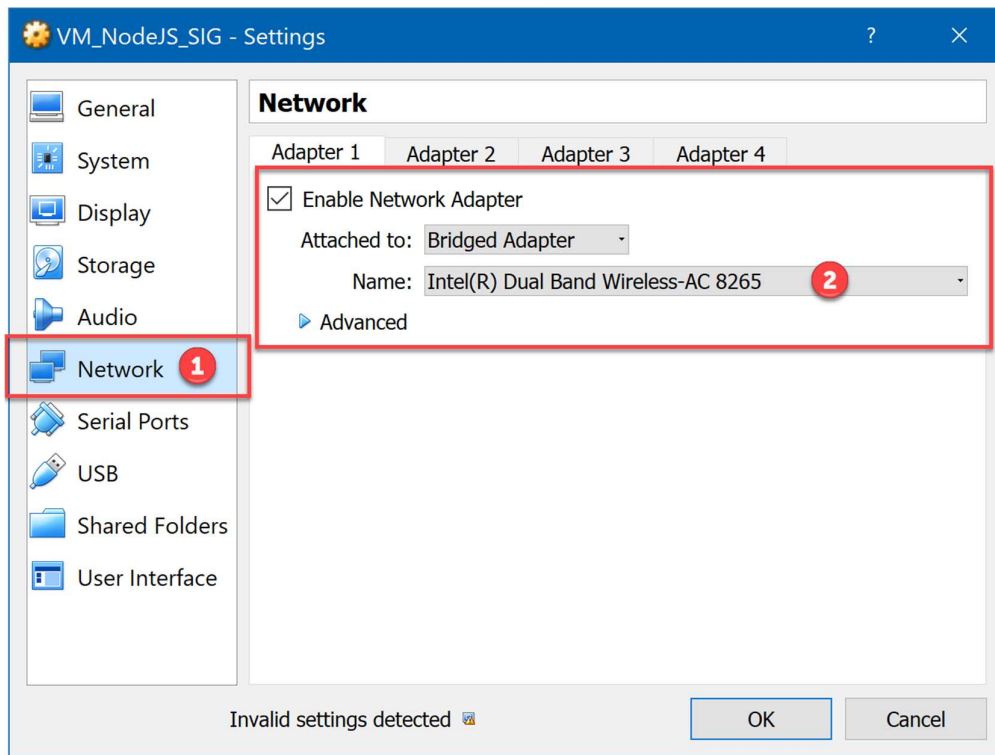 VM_NodeJS_SIG - Settings ? ×
General
System
Display
Storage
Audio
Network 1
Serial Ports
USB
Shared Folders
User Interface
Network
Adapter 1 Adapter 2 Adapter 3 Adapter 4
Enable Network Adapter
Attached to: Bridged Adapter
Name: Intel(R) Dual Band Wireless-AC 8265 2
Advanced
Invalid settings detected OK Cancel